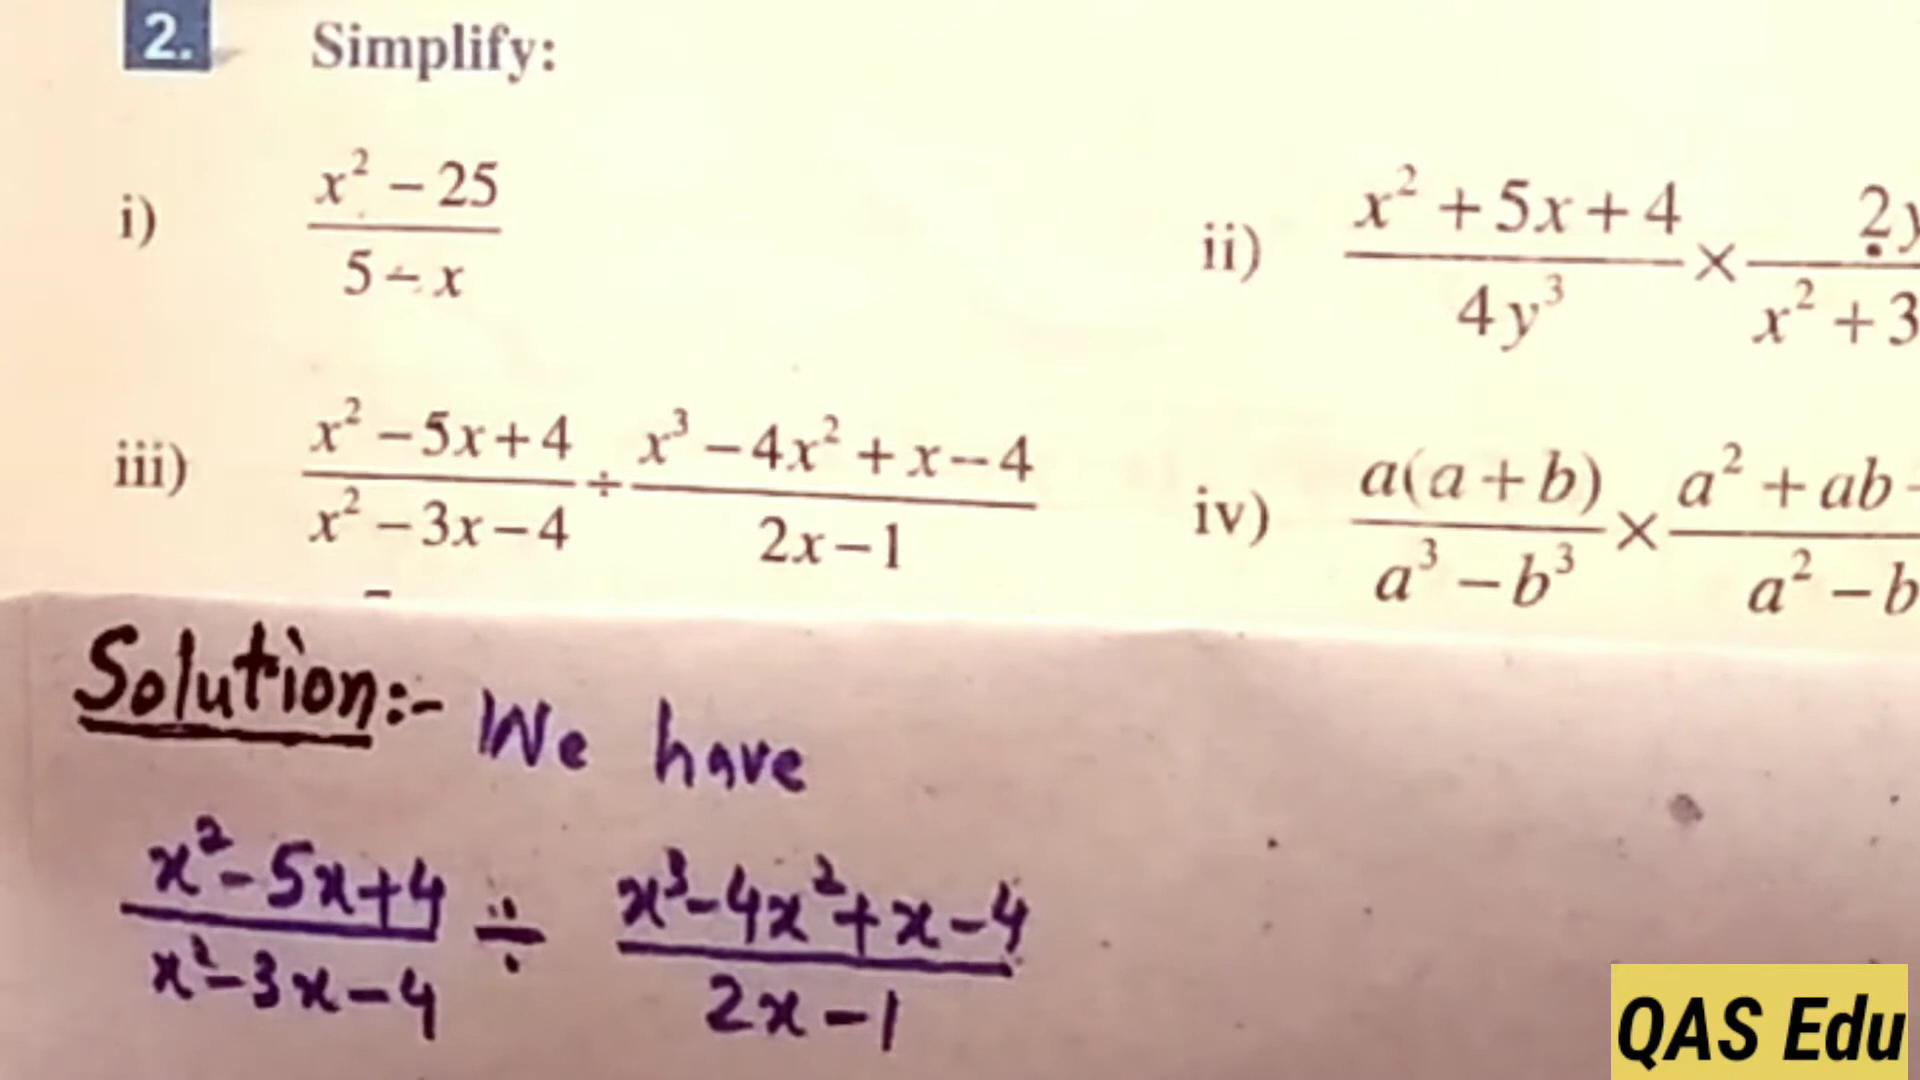 2. Simplify:
i) x² – 25 / 5 – x
ii) x² + 5x + 4 / 4y³ × 2y / x² + 3
iii) x² – 5x + 4 / x² – 3x – 4 ÷ x³ – 4x² + x – 4 / 2x – 1
iv) a(a + b) / a³ – b³ × a² + ab / a² – b
Solution:- We have
x² – 5x + 4 / x² – 3x – 4 ÷ x³ – 4x² + x – 4 / 2x – 1
QAS Edu